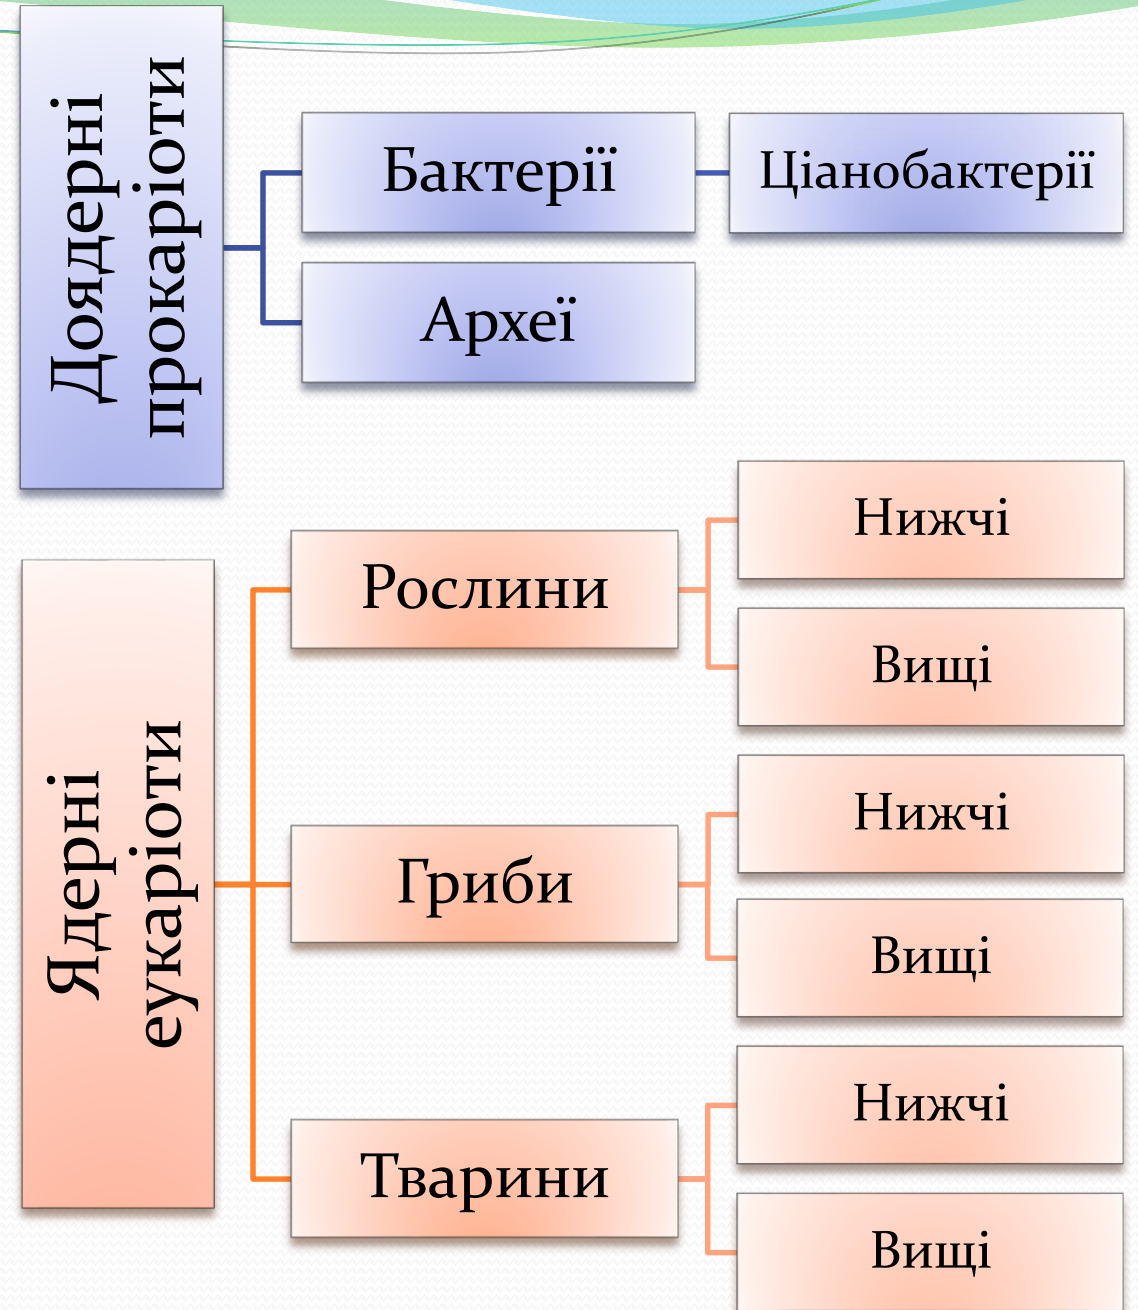 Доядерні
прокаріоти
Бактерії
Ціанобактерії
Археї
Ядерні
еукаріоти
Рослини
Нижчі
Вищі
Гриби
Нижчі
Вищі
Тварини
Нижчі
Вищі